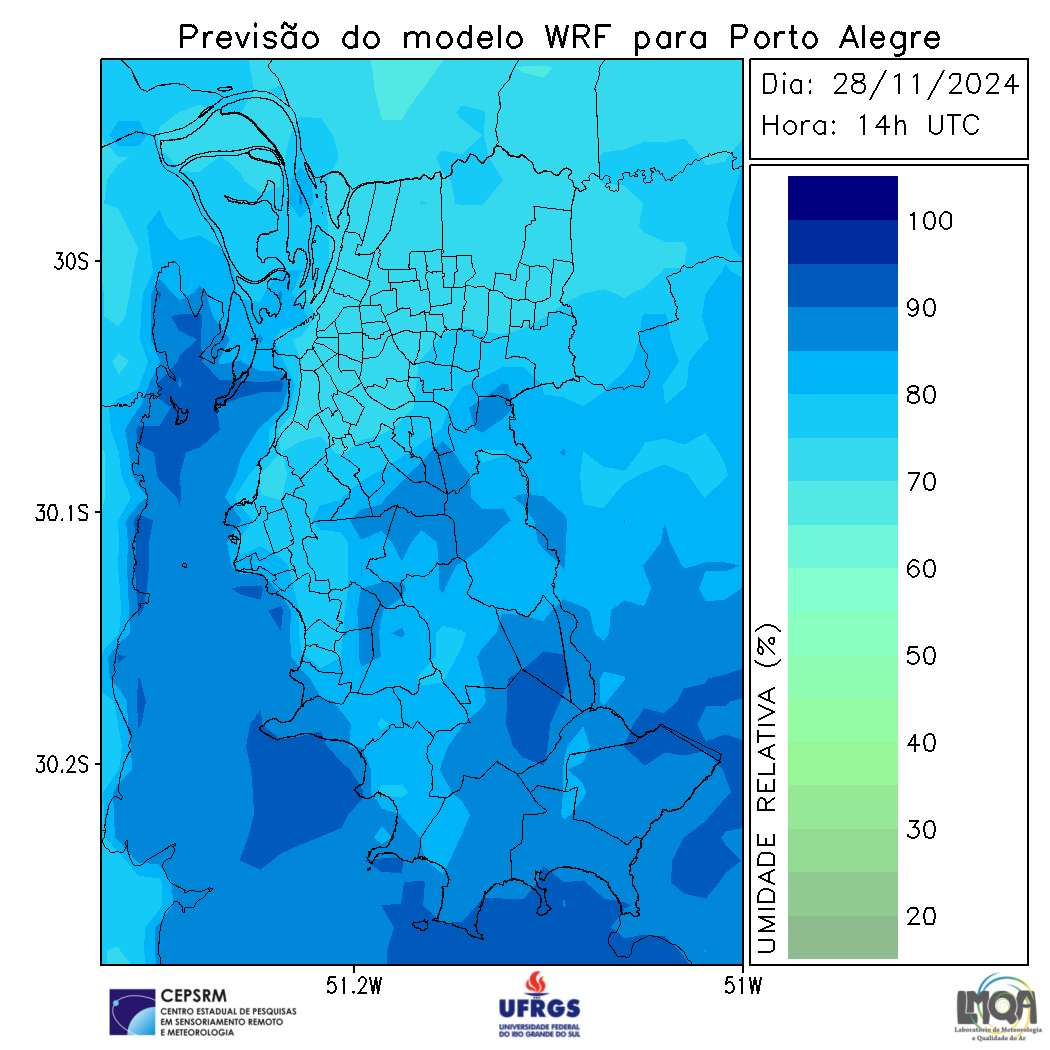 Previsão do modelo WRF para Porto Alegre
Dia: 28/11/2024
Hora: 14h UTC
30S
30.1S
30.2S
51.2W
51W
UMIDADE RELATIVA (%)
100
90
80
70
60
50
40
30
20
CEPSRM
CENTRO ESTADUAL DE PESQUISAS
EM SENSORIAMENTO REMOTO
E METEOROLOGIA
UFRGS
UNIVERSIDADE FEDERAL
DO RIO GRANDE DO SUL
LMQA
Laboratório de Meteorologia
e Qualidade do Ar